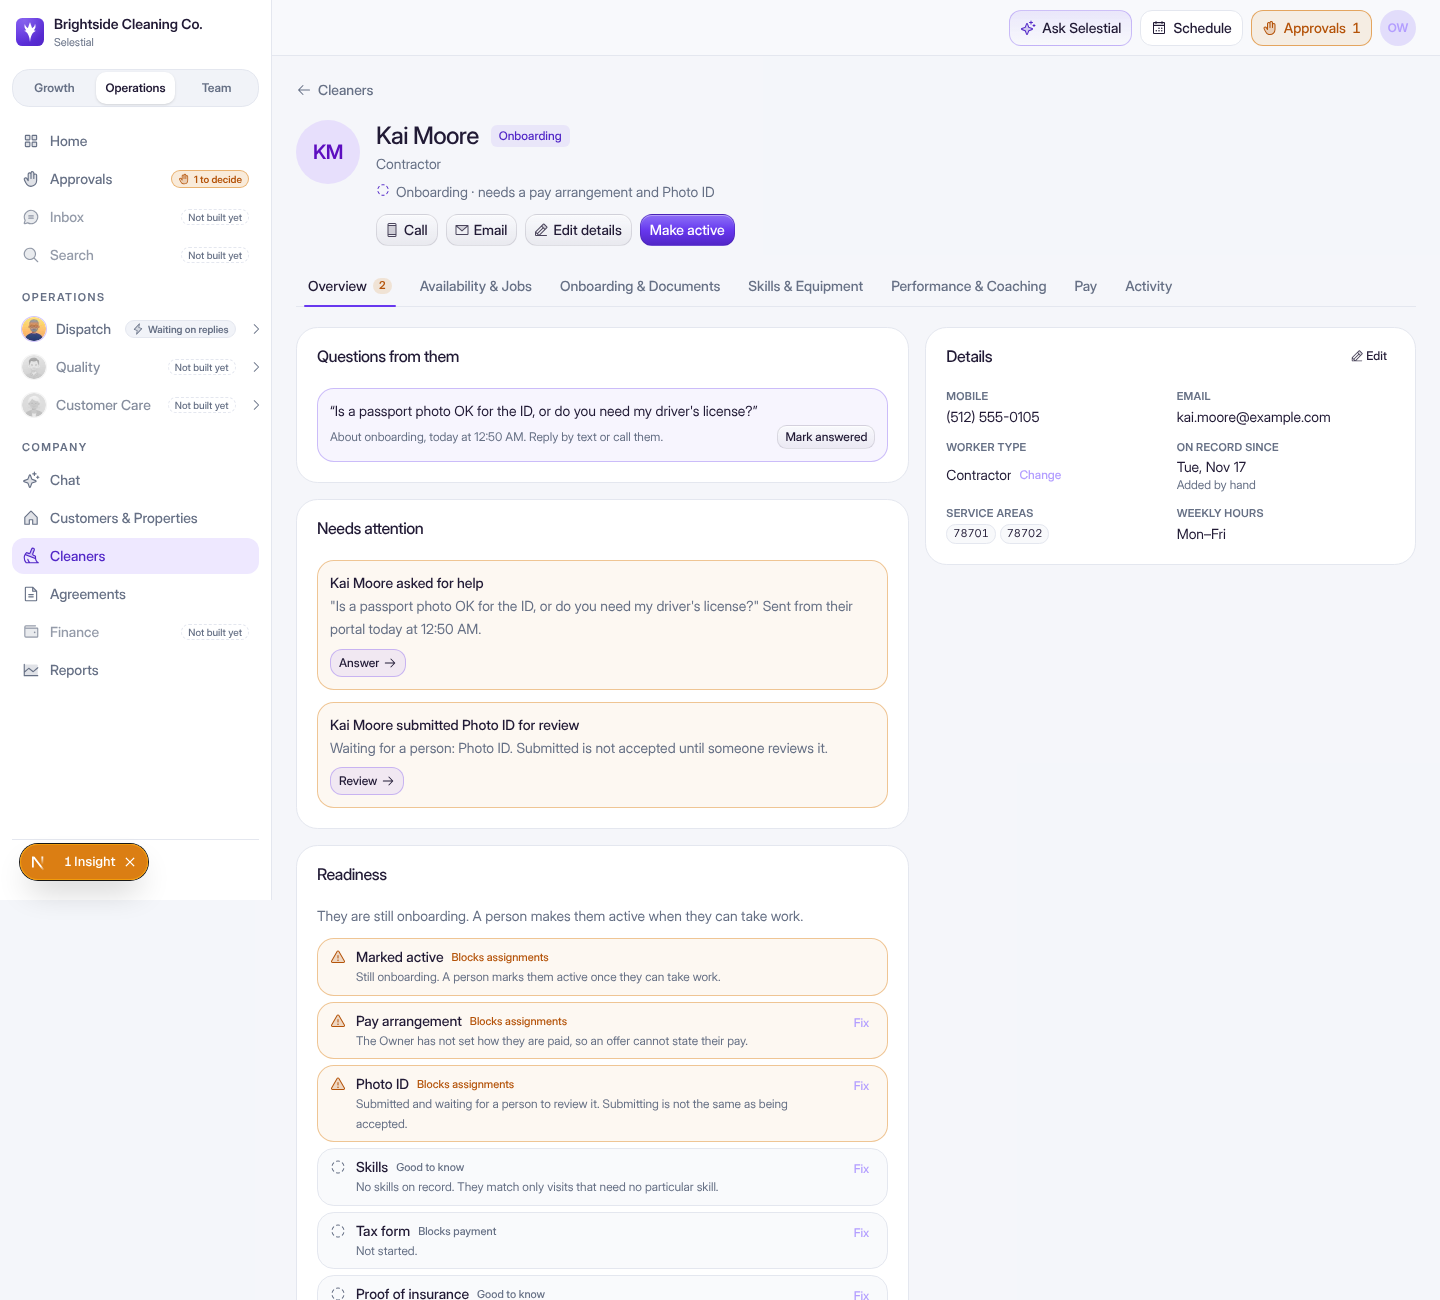 Brightside Cleaning Co.
Selestial
Growth
Operations
Team
Home
Approvals
1 to decide
Inbox
Not built yet
Search
Not built yet
OPERATIONS
Dispatch
Waiting on replies
Quality
Not built yet
Customer Care
Not built yet
COMPANY
Chat
Customers & Properties
Cleaners
Agreements
Finance
Not built yet
Reports
1 Insight
Ask Selestial
Schedule
Approvals 1
OW
Cleaners
KM
Kai Moore
Onboarding
Contractor
Onboarding · needs a pay arrangement and Photo ID
Call
Email
Edit details
Make active
Overview 2
Availability & Jobs
Onboarding & Documents
Skills & Equipment
Performance & Coaching
Pay
Activity
Questions from them
“Is a passport photo OK for the ID, or do you need my driver's license?”
About onboarding, today at 12:50 AM. Reply by text or call them.
Mark answered
Needs attention
Kai Moore asked for help
"Is a passport photo OK for the ID, or do you need my driver's license?" Sent from their
portal today at 12:50 AM.
Answer
Kai Moore submitted Photo ID for review
Waiting for a person: Photo ID. Submitted is not accepted until someone reviews it.
Review
Readiness
They are still onboarding. A person makes them active when they can take work.
Marked active Blocks assignments
Still onboarding. A person marks them active once they can take work.
Pay arrangement Blocks assignments
Fix
The Owner has not set how they are paid, so an offer cannot state their pay.
Photo ID Blocks assignments
Fix
Submitted and waiting for a person to review it. Submitting is not the same as being
accepted.
Skills Good to know
Fix
No skills on record. They match only visits that need no particular skill.
Tax form Blocks payment
Fix
Not started.
Proof of insurance Good to know
Fix
Details
Edit
MOBILE
(512) 555-0105
EMAIL
kai.moore@example.com
WORKER TYPE
Contractor Change
ON RECORD SINCE
Tue, Nov 17
Added by hand
SERVICE AREAS
78701 78702
WEEKLY HOURS
Mon–Fri